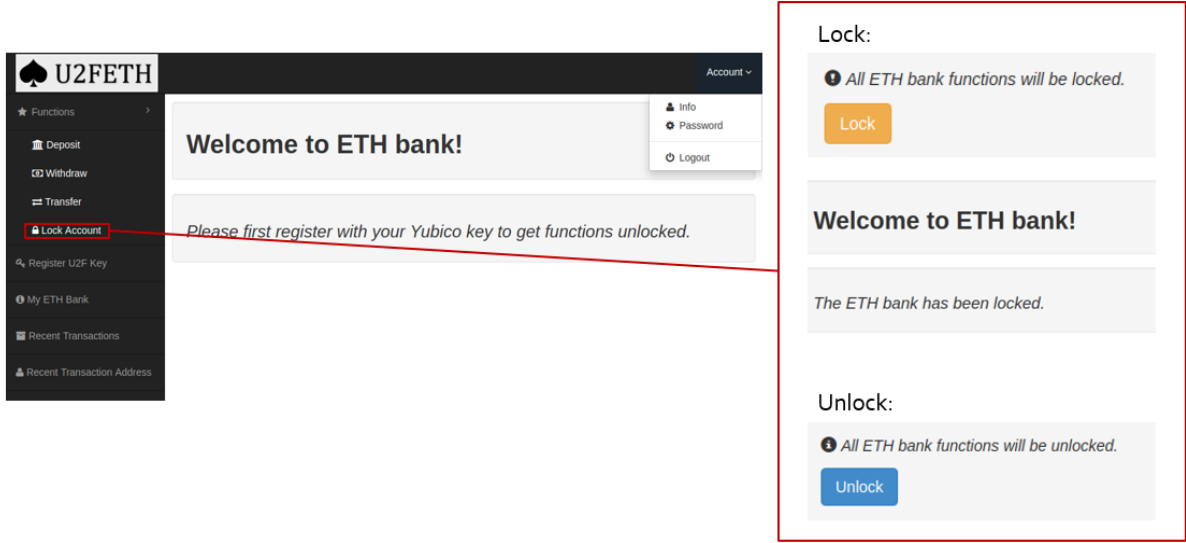 U2FETH
Account
Functions
Deposit
Withdraw
Transfer
Lock Account
Register U2F Key
My ETH Bank
Recent Transactions
Recent Transaction Address
Welcome to ETH bank!
Please first register with your Yubico key to get functions unlocked.
Info
Password
Logout
Lock:
All ETH bank functions will be locked.
Lock
Welcome to ETH bank!
The ETH bank has been locked.
Unlock:
All ETH bank functions will be unlocked.
Unlock